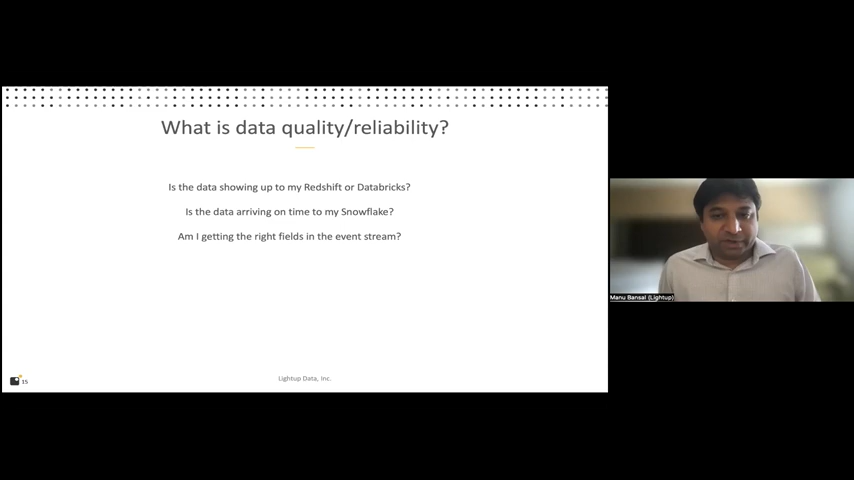 What is data quality/reliability?
Is the data showing up to my Redshift or Databricks?
Is the data arriving on time to my Snowflake?
Am I getting the right fields in the event stream?
15
Lightup Data, Inc.
Manu Bansal (Lightup)